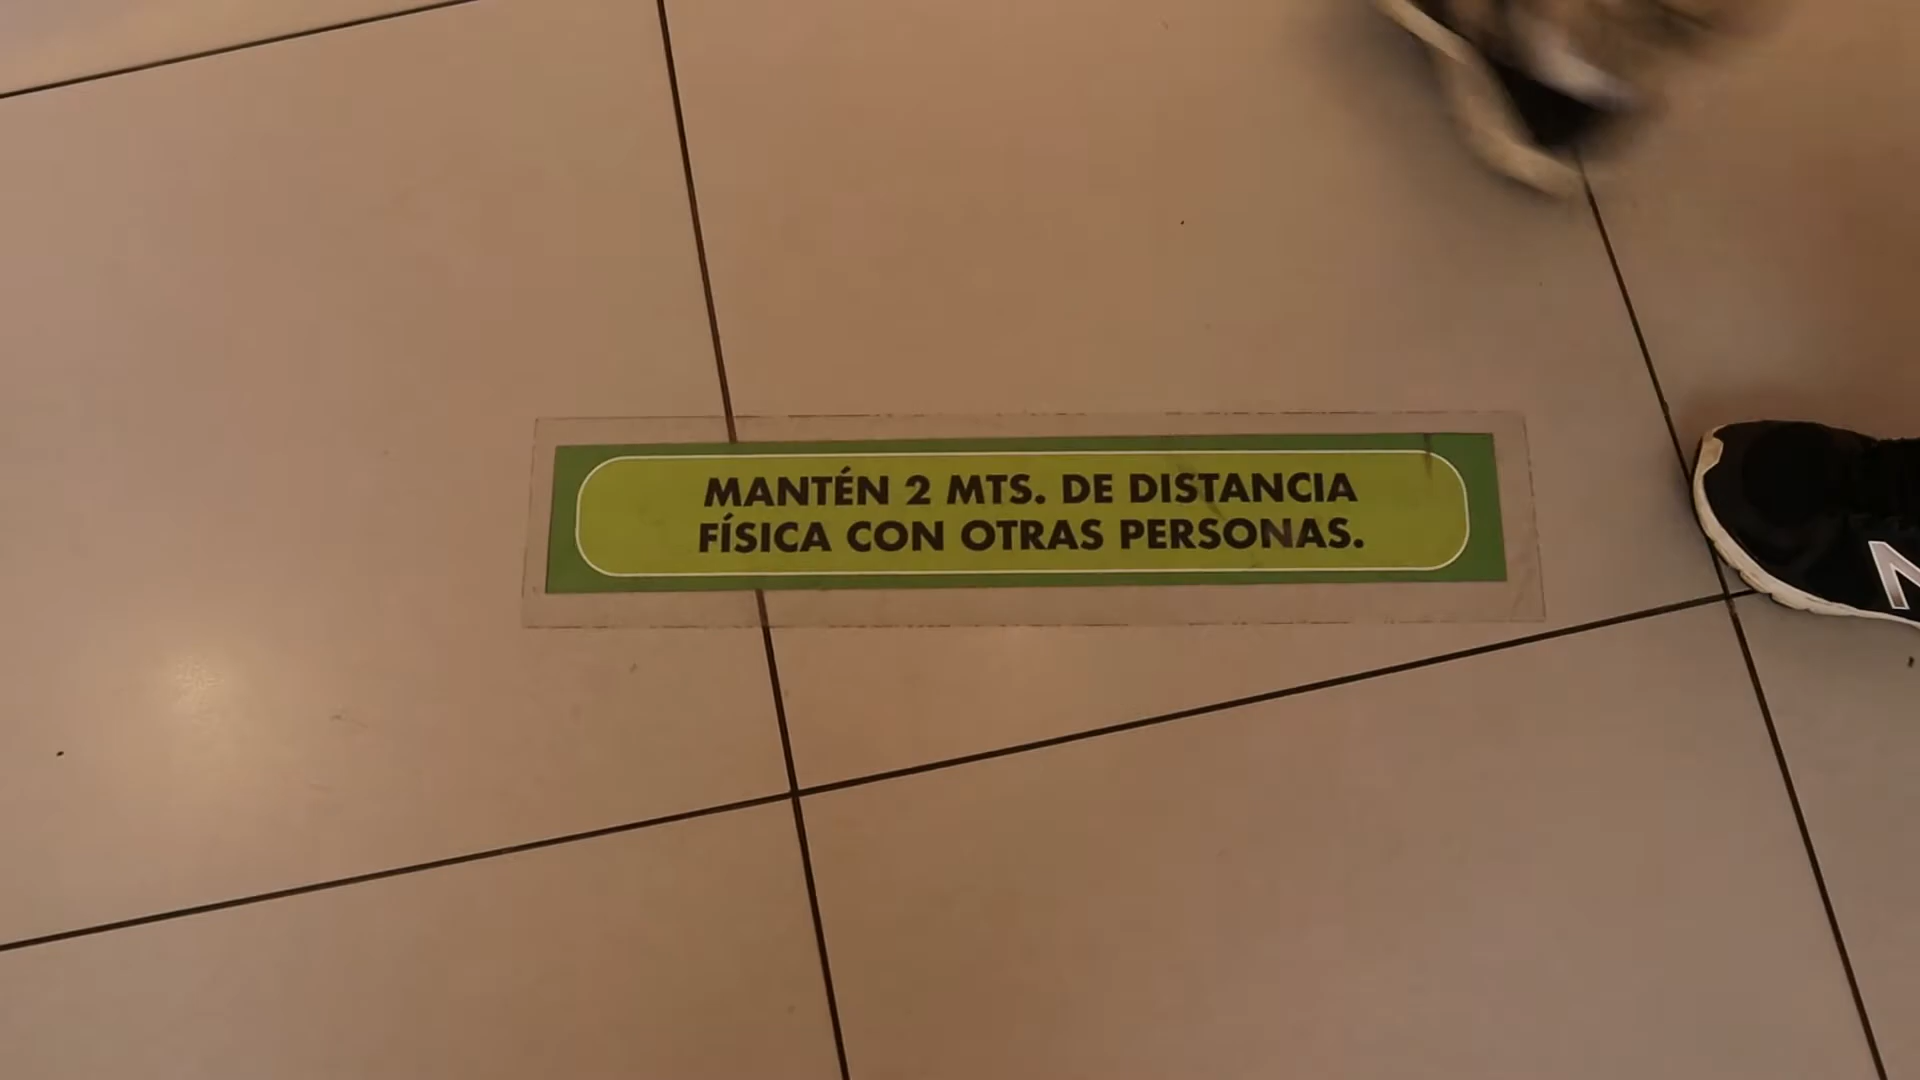 MANTÉN 2 MTS. DE DISTANCIA
FÍSICA CON OTRAS PERSONAS.